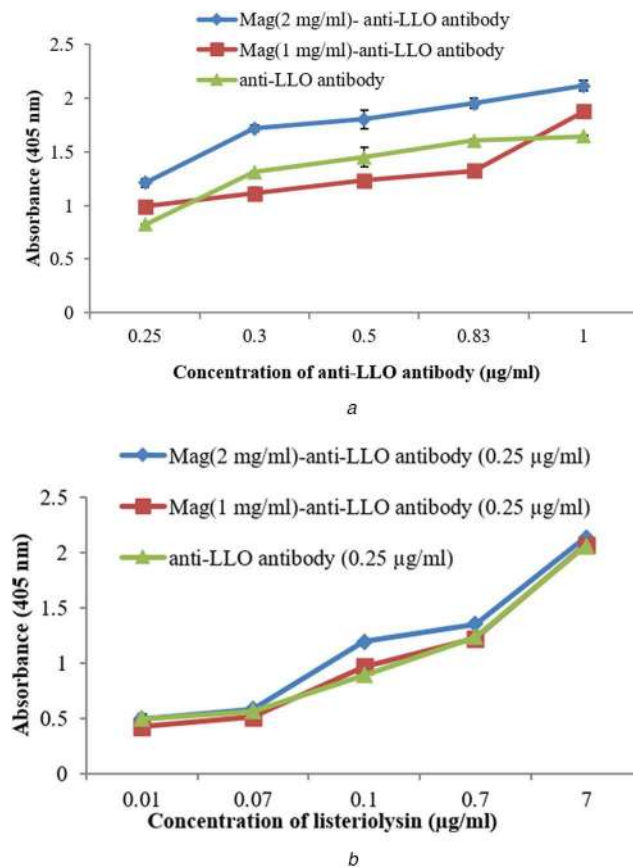 Mag(2 mg/ml)- anti-LLO antibody
Mag(1 mg/ml)-anti-LLO antibody
anti-LLO antibody
Absorbance (405 nm)
2.5
2
1.5
1
0.5
0
0.25 0.3 0.5 0.83 1
Concentration of anti-LLO antibody (µg/ml)
a
Mag(2 mg/ml)-anti-LLO antibody (0.25 µg/ml)
Mag(1 mg/ml)-anti-LLO antibody (0.25 µg/ml)
anti-LLO antibody (0.25 µg/ml)
Absorbance (405 nm)
2.5
2
1.5
1
0.5
0
0.01 0.07 0.1 0.7 7
Concentration of listeriolysin (µg/ml)
b